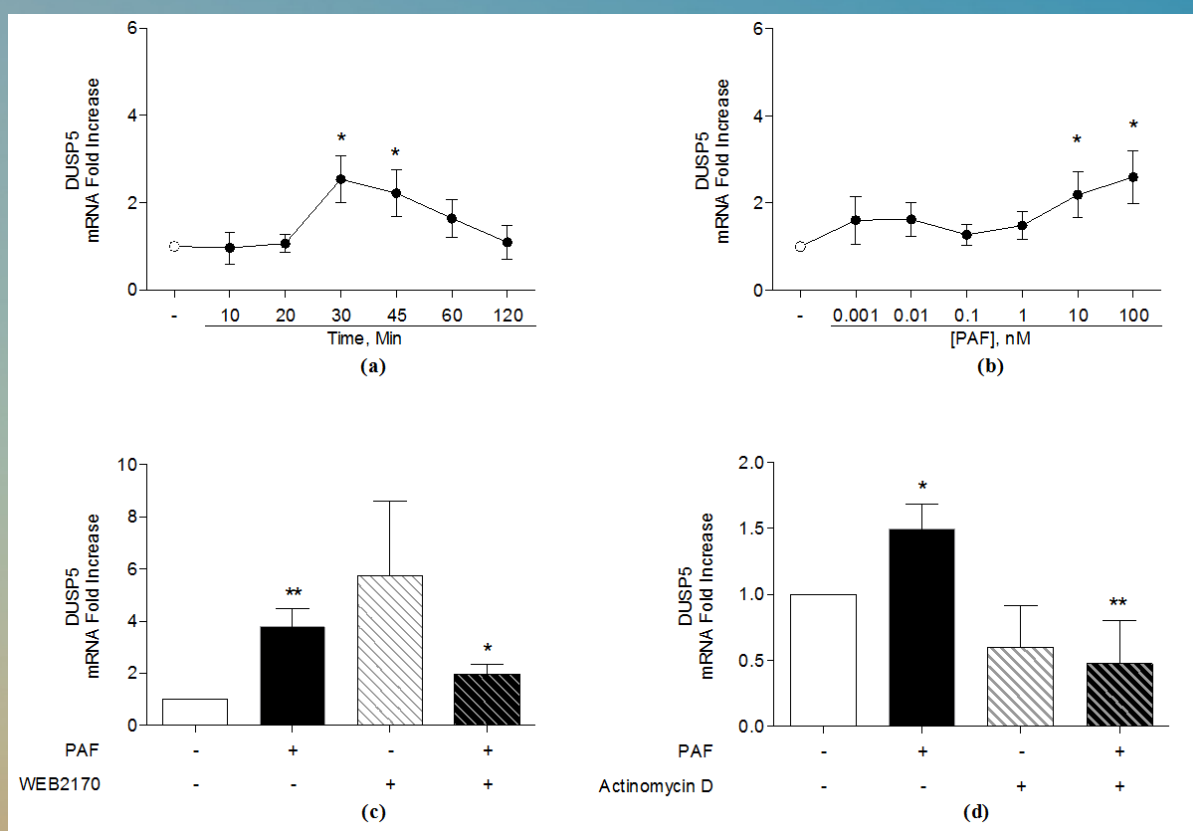 DUSP5
mRNA Fold Increase
6
4
2
0
*
*
- 10 20 30 45 60 120
Time, Min
(a)
DUSP5
mRNA Fold Increase
6
4
2
0
*
*
- 0.001 0.01 0.1 1 10 100
[PAF], nM
(b)
DUSP5
mRNA Fold Increase
10
8
6
4
2
0
**
*
PAF - + - +
WEB2170 - - + +
(c)
DUSP5
mRNA Fold Increase
2.0
1.5
1.0
0.5
0.0
*
**
PAF - + - +
Actinomycin D - - + +
(d)